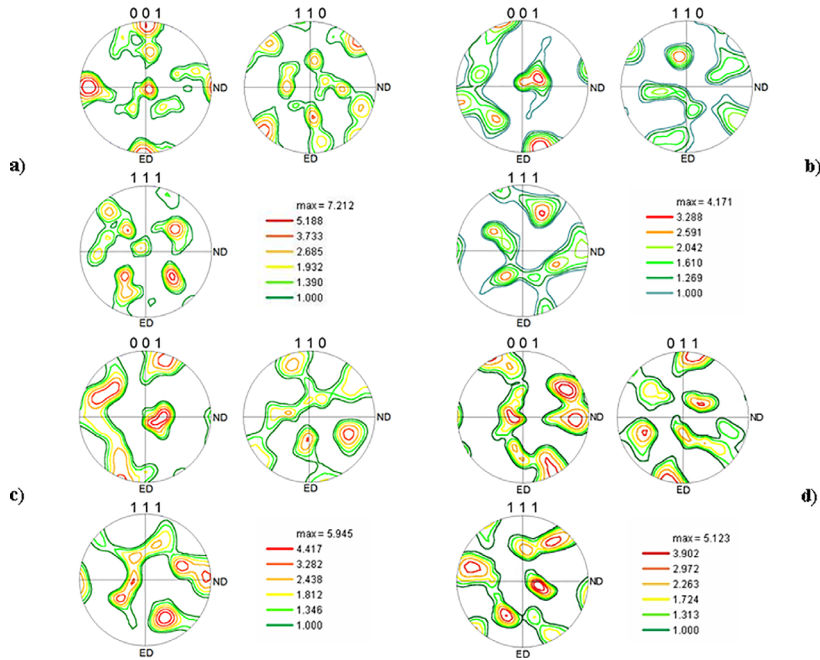 0 0 1
1 1 0
ND
ND
ED
ED
a)
1 1 1
ND
ED
max = 7.212
5.188
3.733
2.685
1.932
1.390
1.000
0 0 1
1 1 0
ND
ND
ED
ED
b)
1 1 1
ND
ED
max = 4.171
3.288
2.591
2.042
1.610
1.269
1.000
0 0 1
1 1 0
ND
ND
ED
ED
c)
1 1 1
ND
ED
max = 5.945
4.417
3.282
2.438
1.812
1.346
1.000
0 0 1
0 1 1
ND
ND
ED
ED
d)
1 1 1
ND
ED
max = 5.123
3.902
2.972
2.263
1.724
1.313
1.000